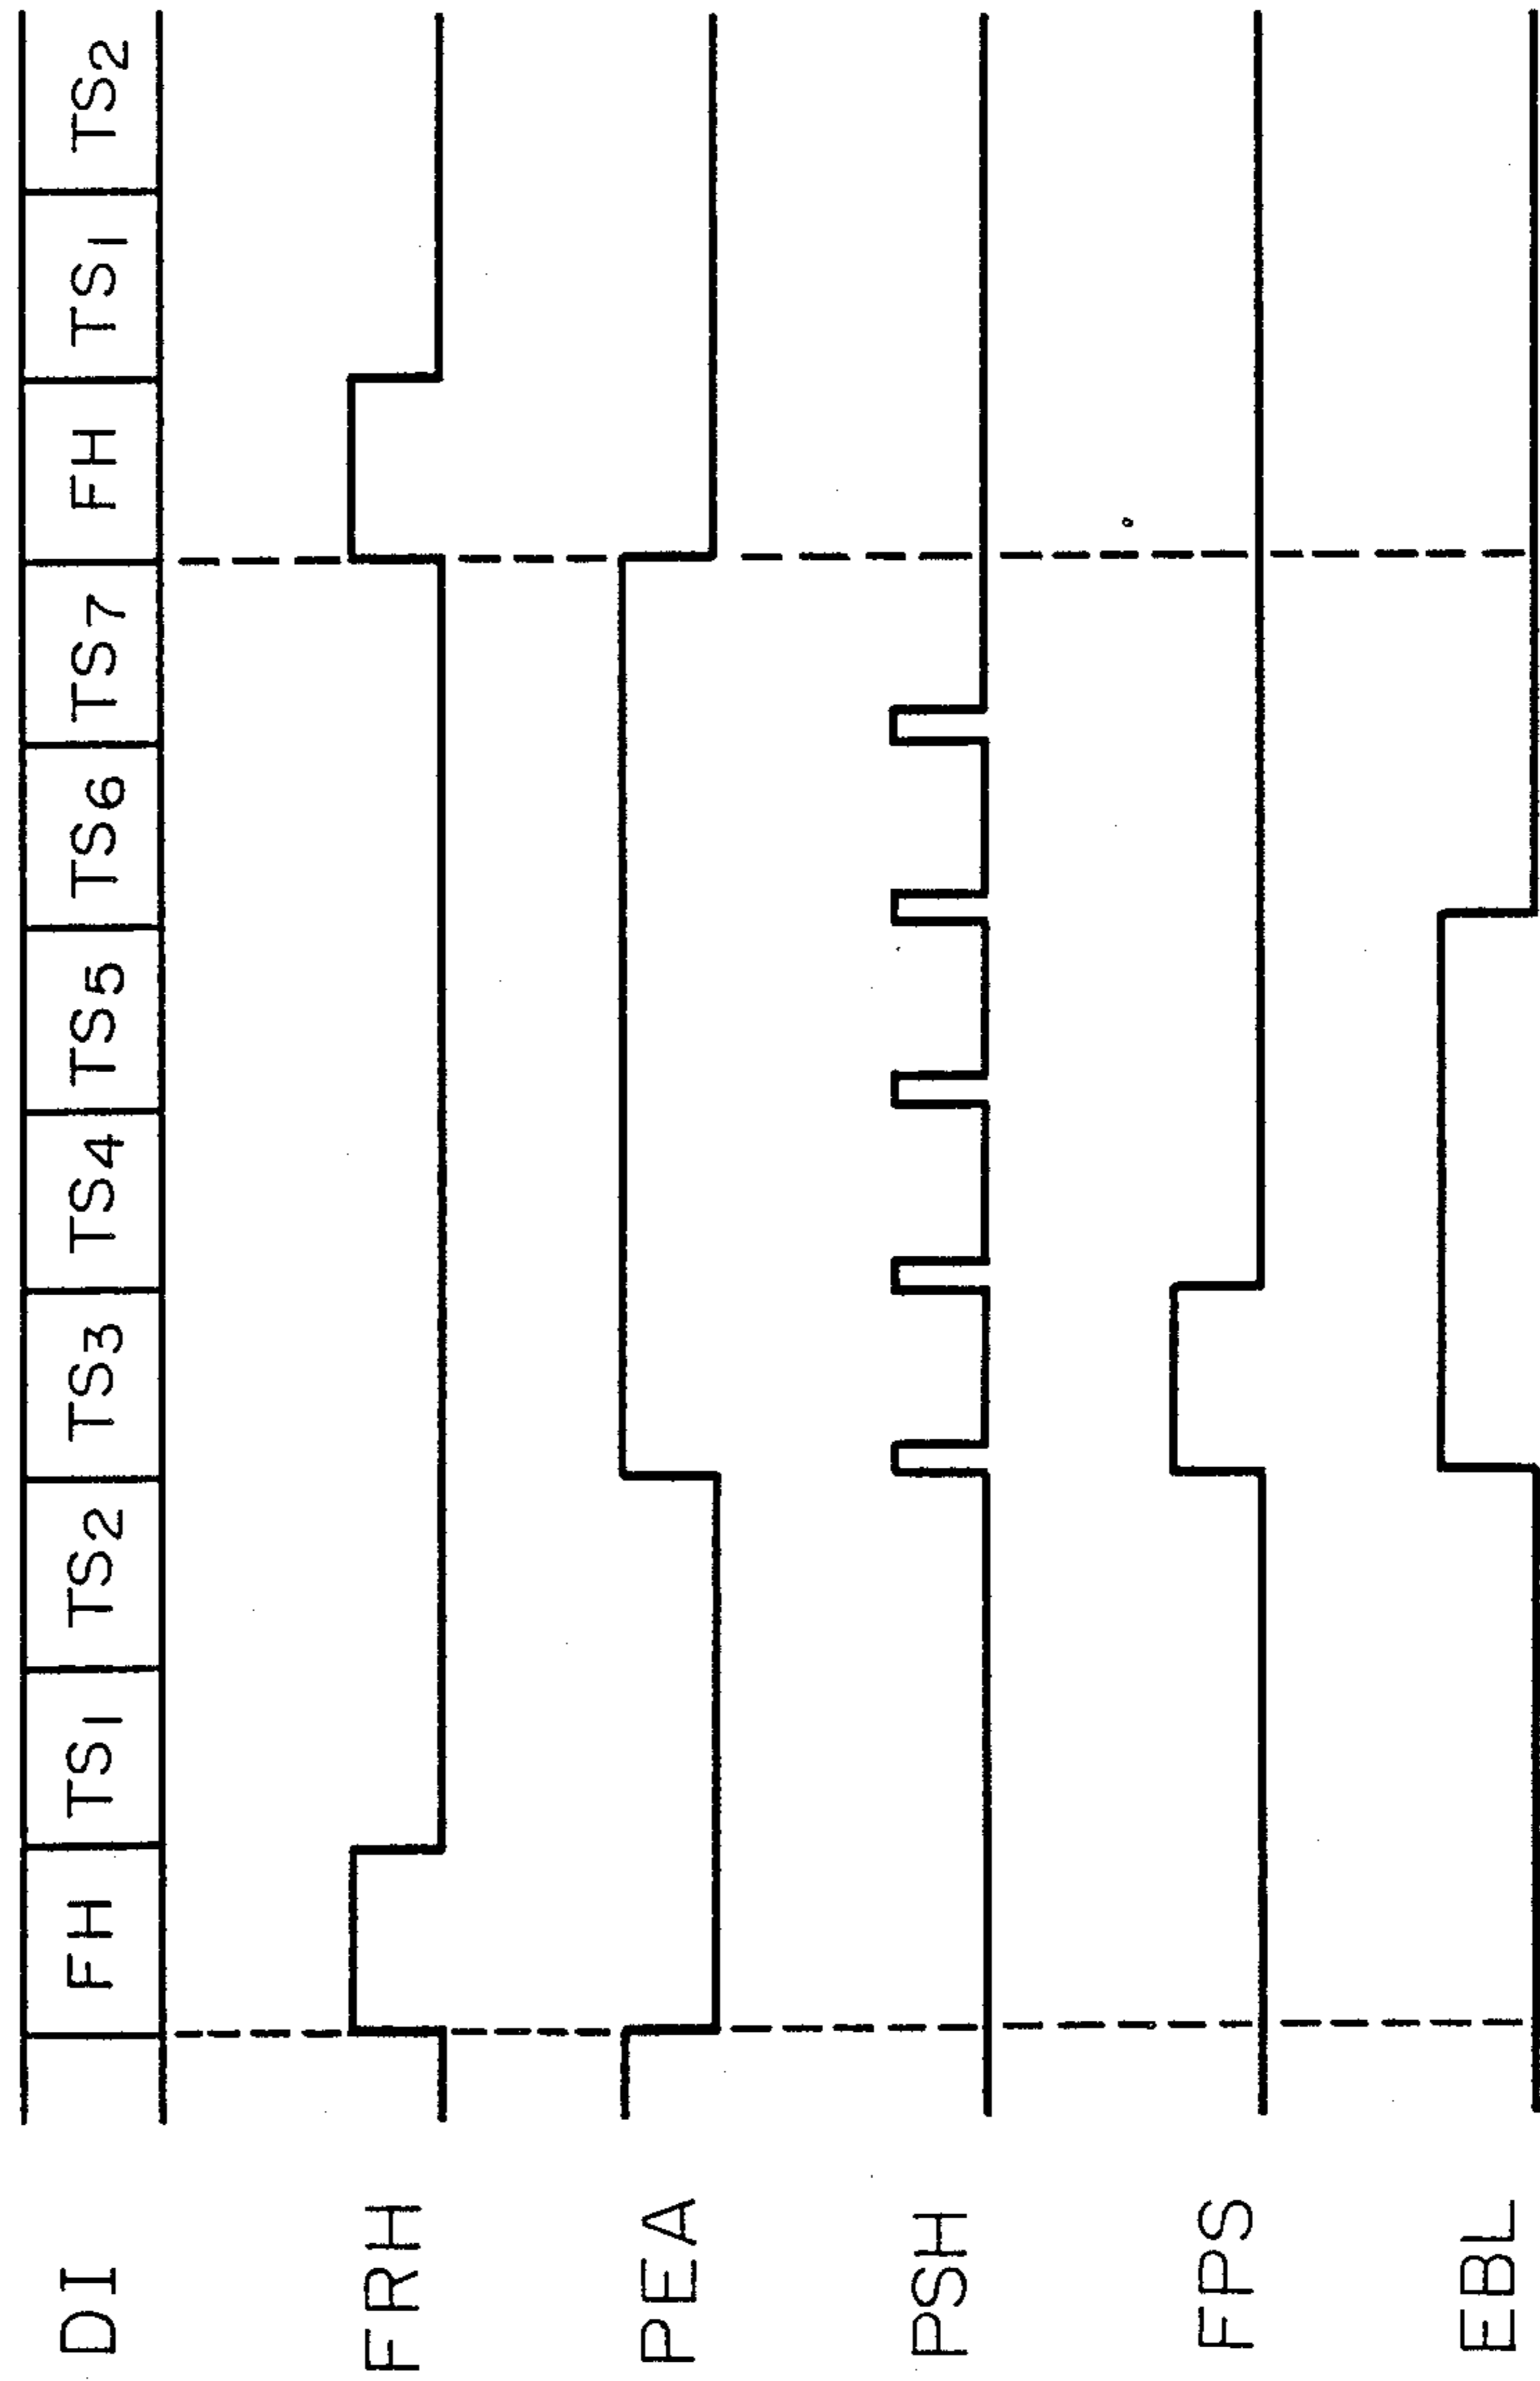 DI FH TS1 TS2 TS3 TS4 TS5 TS6 TS7 FH TS1 TS2
FRH
PEA
PSH
FPS
EBL